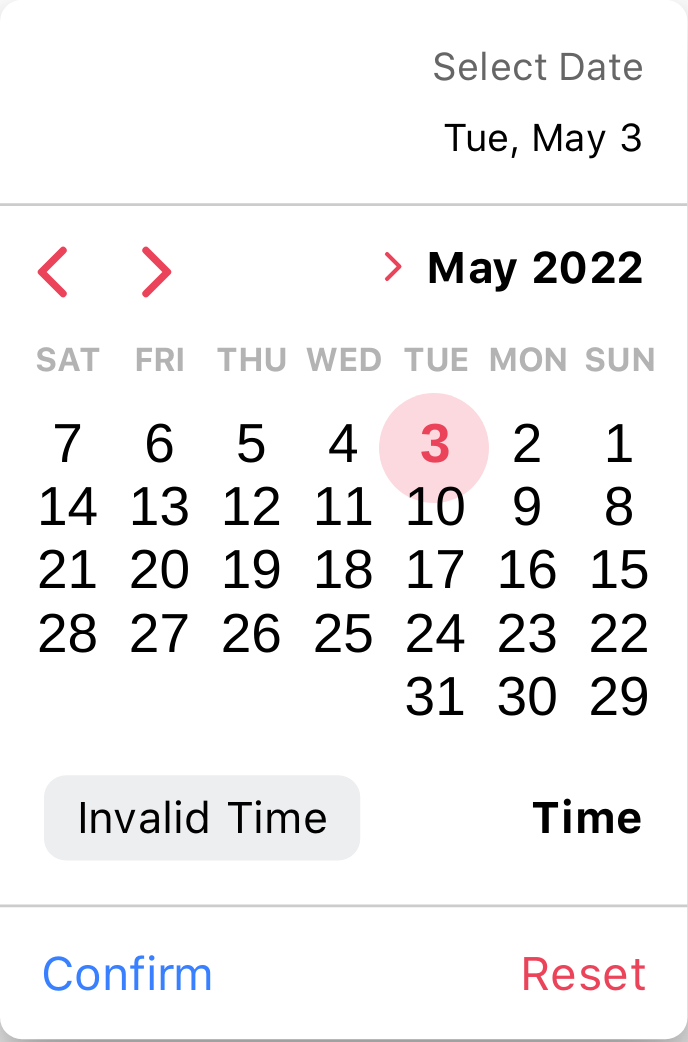 Select Date
Tue, May 3
May 2022
SAT FRI THU WED TUE MON SUN
7 6 5 4 3 2 1
14 13 12 11 10 9 8
21 20 19 18 17 16 15
28 27 26 25 24 23 22
31 30 29
Invalid Time Time
Confirm Reset